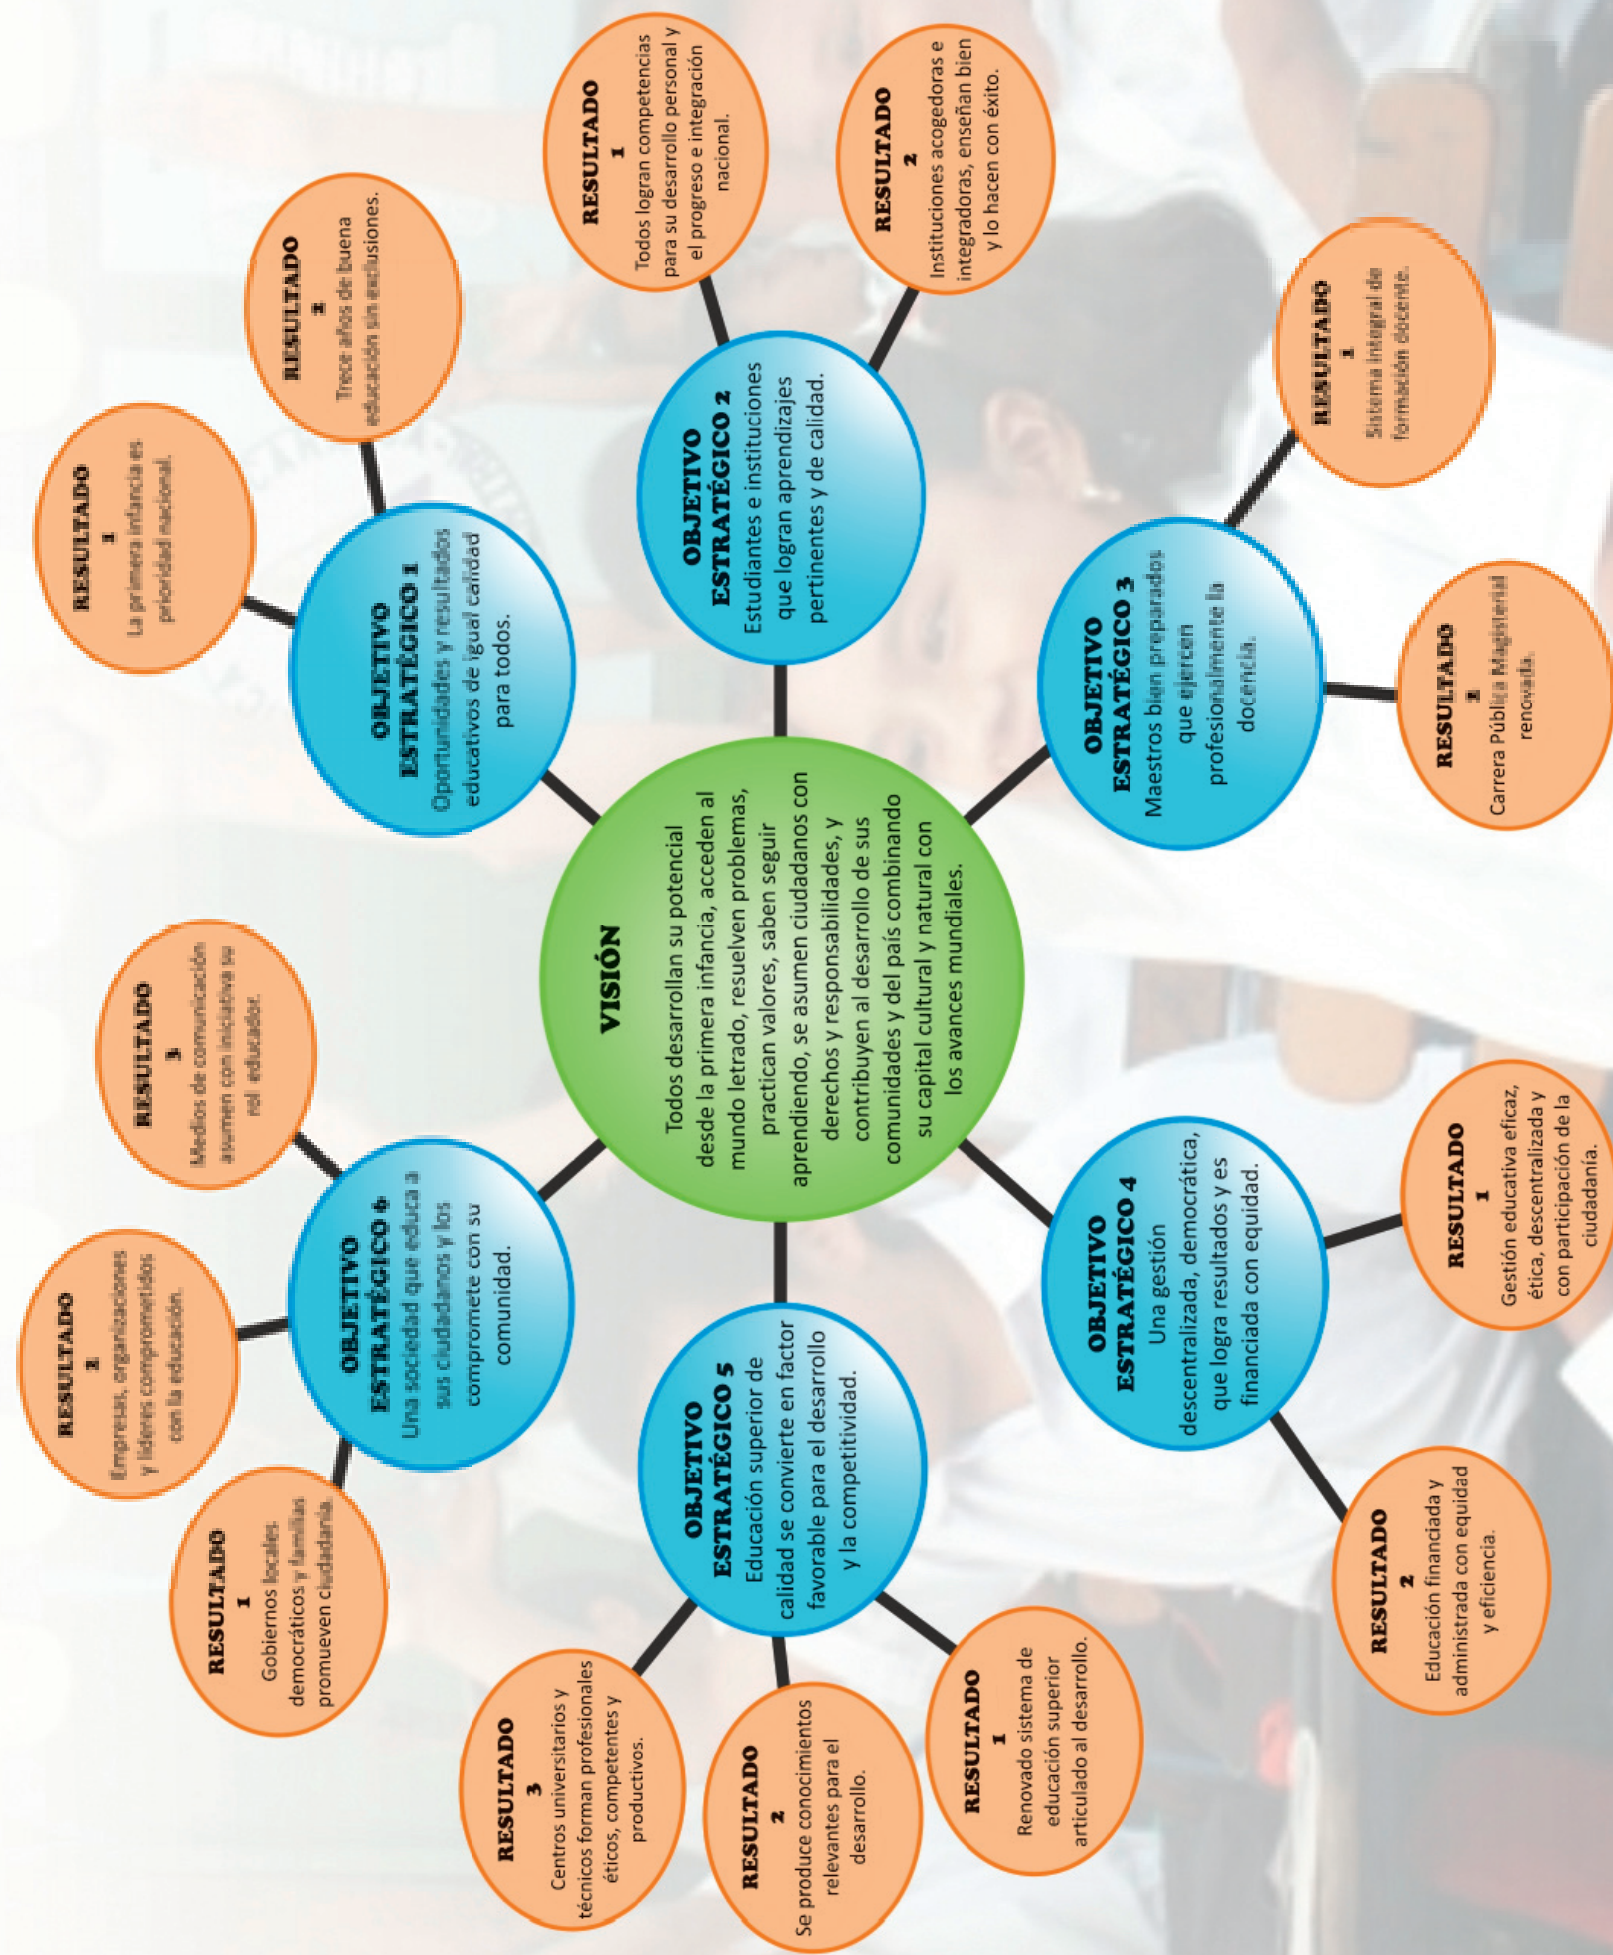 VISIÓN
Todos desarrollan su potencial
desde la primera infancia, acceden al
mundo letrado, resuelven problemas,
practican valores, saben seguir
aprendiendo, se asumen ciudadanos con
derechos y responsabilidades, y
contribuyen al desarrollo de sus
comunidades y del país combinando
su capital cultural y natural con
los avances mundiales.
OBJETIVO
ESTRATÉGICO 1
Oportunidades y resultados
educativos de igual calidad
para todos.
RESULTADO
1
La primera infancia es
prioridad nacional.
RESULTADO
2
Trece años de buena
educación sin exclusiones.
OBJETIVO
ESTRATÉGICO 2
Estudiantes e instituciones
que logran aprendizajes
pertinentes y de calidad.
RESULTADO
1
Todos logran competencias
para su desarrollo personal y
el progreso e integración
nacional.
RESULTADO
2
Instituciones acogedoras e
integradoras, enseñan bien
y lo hacen con éxito.
OBJETIVO
ESTRATÉGICO 3
Maestros bien preparados
que ejercen
profesionalmente la
docencia.
RESULTADO
1
Sistema integral de
formación docente.
RESULTADO
2
Carrera Pública Magisterial
renovada.
OBJETIVO
ESTRATÉGICO 4
Una gestión
descentralizada, democrática,
que logra resultados y es
financiada con equidad.
RESULTADO
1
Gestión educativa eficaz,
ética, descentralizada y
con participación de la
ciudadanía.
RESULTADO
2
Educación financiada y
administrada con equidad
y eficiencia.
OBJETIVO
ESTRATÉGICO 5
Educación superior de
calidad se convierte en factor
favorable para el desarrollo
y la competitividad.
RESULTADO
1
Renovado sistema de
educación superior
articulado al desarrollo.
RESULTADO
2
Se produce conocimientos
relevantes para el
desarrollo.
RESULTADO
3
Centros universitarios y
técnicos forman profesionales
éticos, competentes y
productivos.
OBJETIVO
ESTRATÉGICO 6
Una sociedad que educa a
sus ciudadanos y los
compromete con su
comunidad.
RESULTADO
1
Gobiernos locales
democráticos y familias
promueven ciudadanía.
RESULTADO
2
Empresas, organizaciones
y líderes comprometidos
con la educación.
RESULTADO
3
Medios de comunicación
asumen con iniciativa su
rol educador.